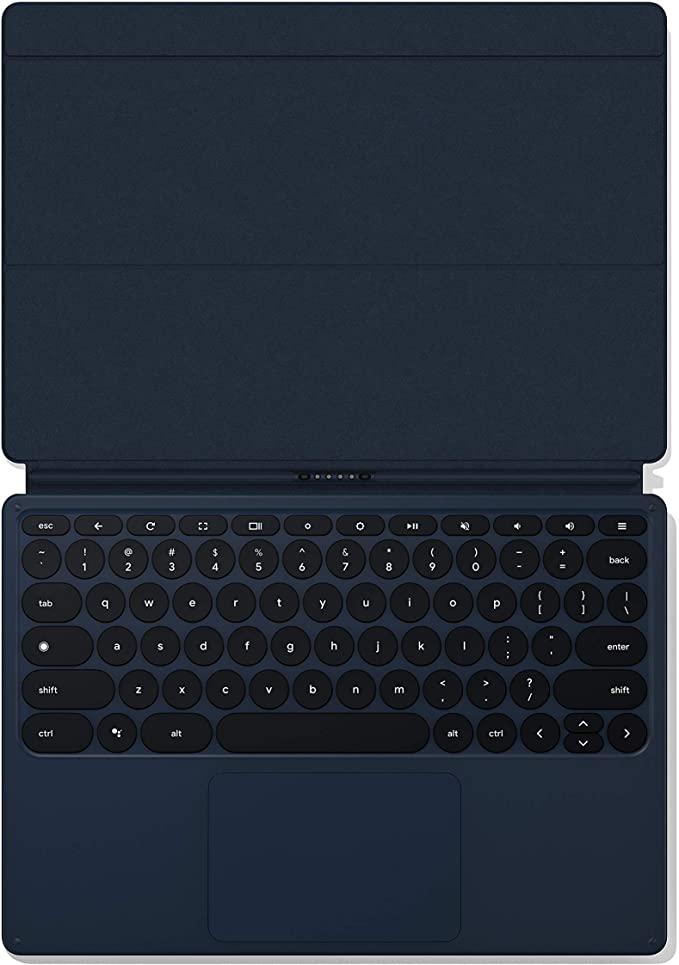 esc
~ ! @ # $ % ^ & * ( ) _ +
` 1 2 3 4 5 6 7 8 9 0 - = back
tab q w e r t y u i o p { [ } ] | \
a s d f g h j k l : ; " ' enter
shift z x c v b n m < , > . ? / shift
ctrl alt alt ctrl